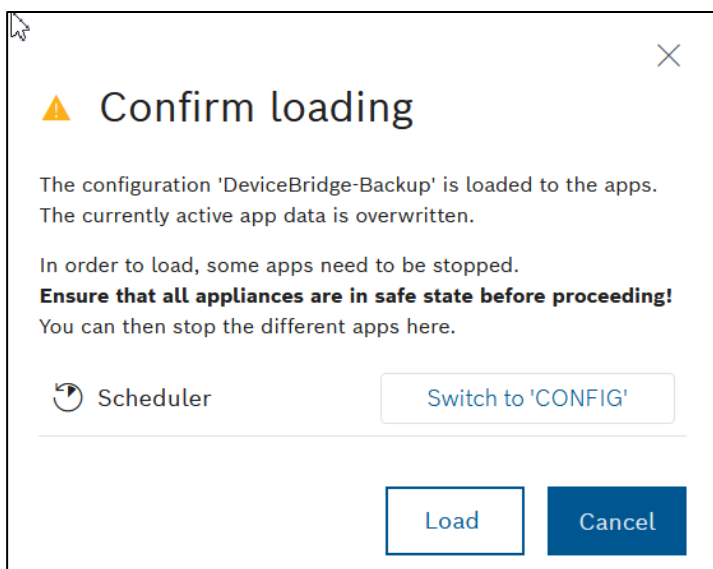 Confirm loading
The configuration 'DeviceBridge-Backup' is loaded to the apps.
The currently active app data is overwritten.
In order to load, some apps need to be stopped.
Ensure that all appliances are in safe state before proceeding!
You can then stop the different apps here.
Scheduler Switch to 'CONFIG'
Load Cancel